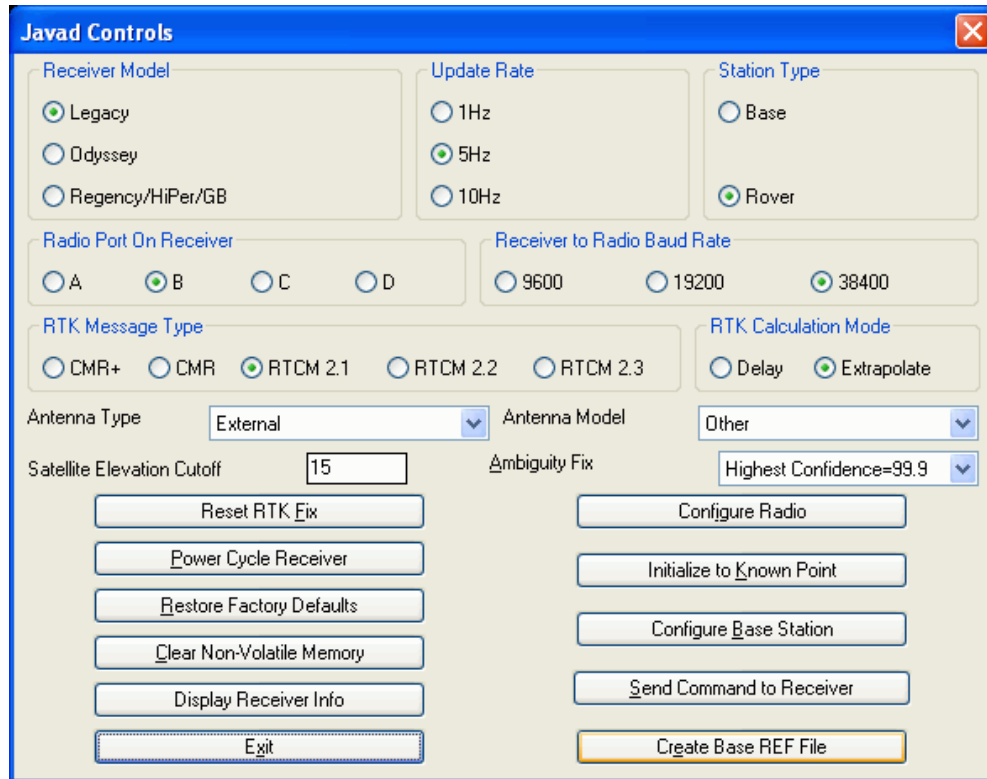 Javad Controls
Receiver Model
Update Rate
Station Type
Legacy
1Hz
Base
Odyssey
5Hz
Regency/HiPer/GB
10Hz
Rover
Radio Port On Receiver
Receiver to Radio Baud Rate
A B C D
9600 19200 38400
RTK Message Type
RTK Calculation Mode
CMR+ CMR RTCM 2.1 RTCM 2.2 RTCM 2.3
Delay Extrapolate
Antenna Type
External
Antenna Model
Other
Satellite Elevation Cutoff
15
Ambiguity Fix
Highest Confidence=99.9
Reset RTK Fix
Configure Radio
Power Cycle Receiver
Initialize to Known Point
Restore Factory Defaults
Configure Base Station
Clear Non-Volatile Memory
Send Command to Receiver
Display Receiver Info
Exit
Create Base REF File